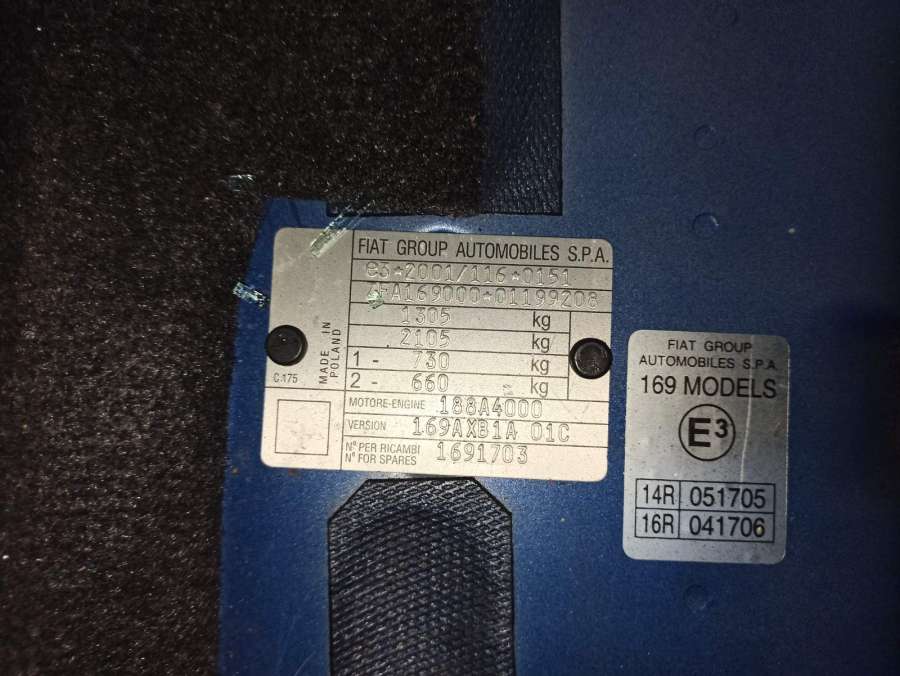 FIAT GROUP AUTOMOBILES S.P.A.
e3*2001/116*0151
ZFA169000*01199208
1305 kg
2105 kg
1 - 730 kg
2 - 660 kg
MADE IN
POLAND
C.175
MOTORE-ENGINE 188A4000
VERSION 169AXB1A 01C
N° PER RICAMBI
N° FOR SPARES 1691703
FIAT GROUP
AUTOMOBILES S.P.A.
169 MODELS
E3
14R 051705
16R 041706